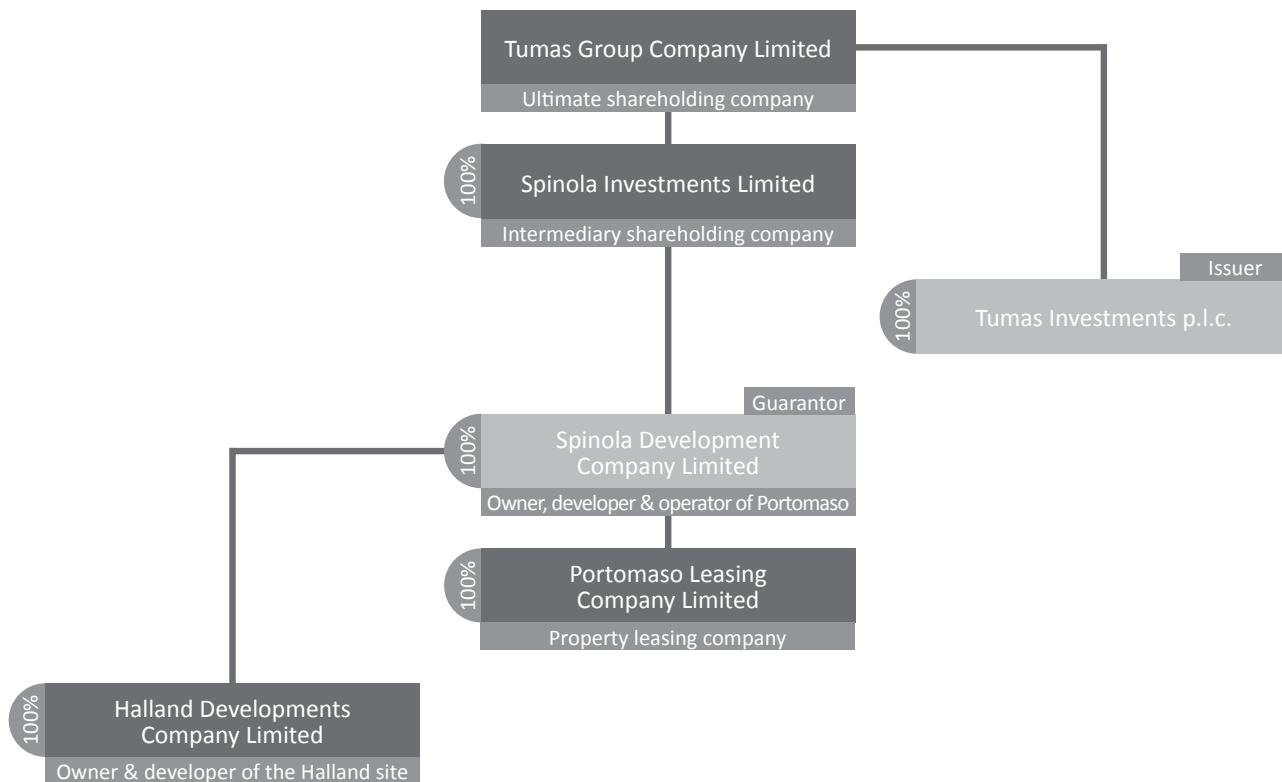 Tumas Group Company Limited
Ultimate shareholding company
100%
Spinola Investments Limited
Intermediary shareholding company
Issuer
100%
Tumas Investments p.l.c.
Guarantor
100%
Spinola Development
Company Limited
Owner, developer & operator of Portomaso
100%
Portomaso Leasing
Company Limited
Property leasing company
100%
Halland Developments
Company Limited
Owner & developer of the Halland site